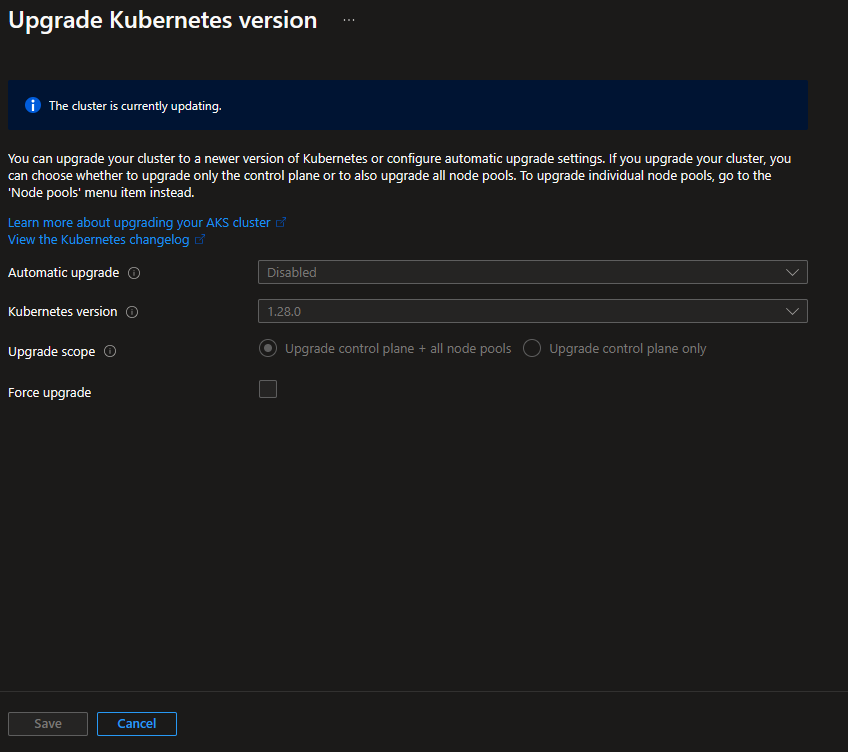 Upgrade Kubernetes version ...
The cluster is currently updating.
You can upgrade your cluster to a newer version of Kubernetes or configure automatic upgrade settings. If you upgrade your cluster, you
can choose whether to upgrade only the control plane or to also upgrade all node pools. To upgrade individual node pools, go to the
'Node pools' menu item instead.
Learn more about upgrading your AKS cluster
View the Kubernetes changelog
Automatic upgrade Disabled
Kubernetes version 1.28.0
Upgrade scope Upgrade control plane + all node pools Upgrade control plane only
Force upgrade
Save Cancel